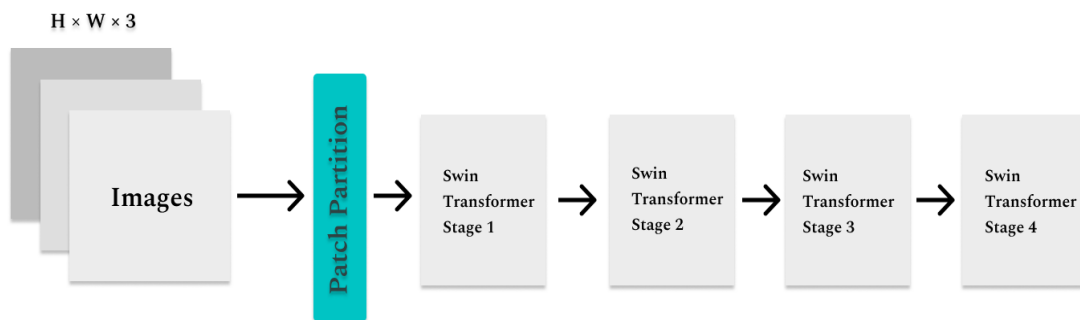 H × W × 3
Images
Patch Partition
Swin
Transformer
Stage 1
Swin
Transformer
Stage 2
Swin
Transformer
Stage 3
Swin
Transformer
Stage 4